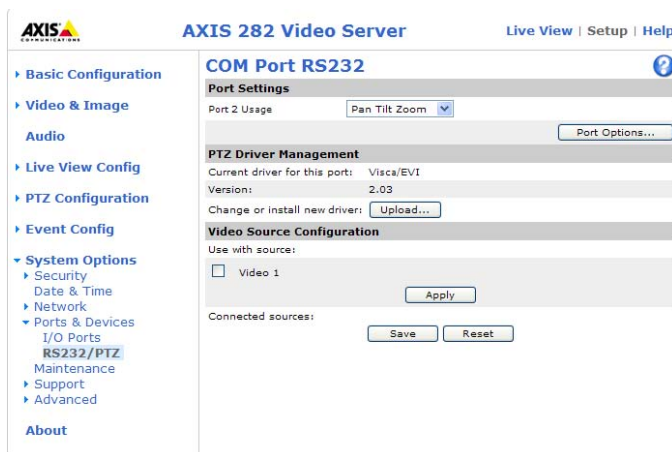 AXIS
COMMUNICATIONS
AXIS 282 Video Server
Live View | Setup | Help
Basic Configuration
Video & Image
Audio
Live View Config
PTZ Configuration
Event Config
System Options
Security
Date & Time
Network
Ports & Devices
I/O Ports
RS232/PTZ
Maintenance
Support
Advanced
About
COM Port RS232
?
Port Settings
Port 2 Usage Pan Tilt Zoom
Port Options...
PTZ Driver Management
Current driver for this port: Visca/EVI
Version: 2.03
Change or install new driver: Upload...
Video Source Configuration
Use with source:
Video 1
Apply
Connected sources:
Save Reset